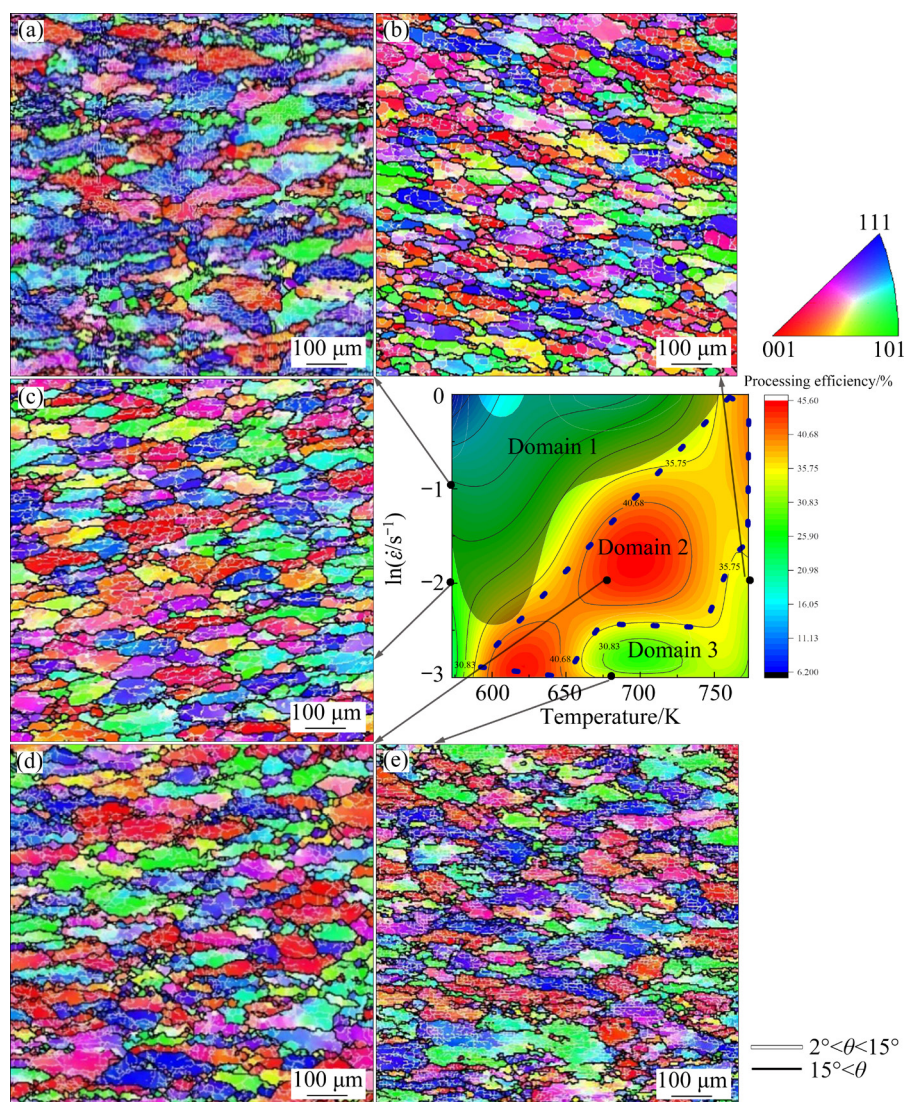 (a)
100 μm
(b)
100 μm
111
001
101
(c)
100 μm
Processing efficiency/%
45.60
40.68
35.75
30.83
25.90
20.98
16.05
11.13
6.200
0
−1
−2
−3
ln(ε̇/s⁻¹)
Domain 1
Domain 2
Domain 3
35.75
40.68
35.75
30.83
40.68
30.83
600
650
700
750
Temperature/K
(d)
100 μm
(e)
100 μm
2°<θ<15°
15°<θ